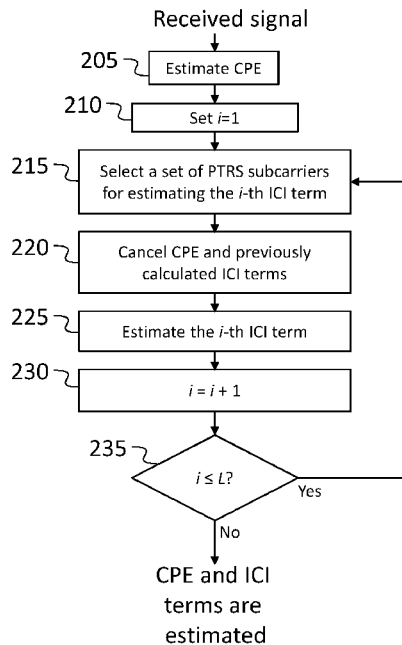 Received signal
205
Estimate CPE
210
Set i=1
215
Select a set of PTRS subcarriers
for estimating the i-th ICI term
220
Cancel CPE and previously
calculated ICI terms
225
Estimate the i-th ICI term
230
i = i + 1
235
i ≤ L?
Yes
No
CPE and ICI
terms are
estimated